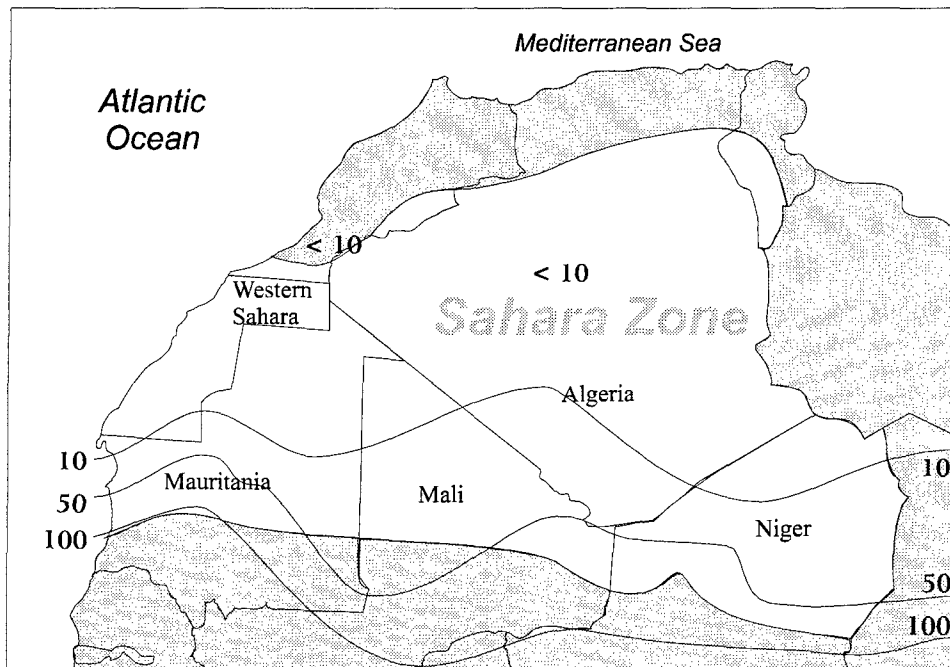 Mediterranean Sea
Atlantic
Ocean
< 10
< 10
Western
Sahara
Sahara Zone
Algeria
10
10
Mauritania
50
Mali
100
Niger
50
100